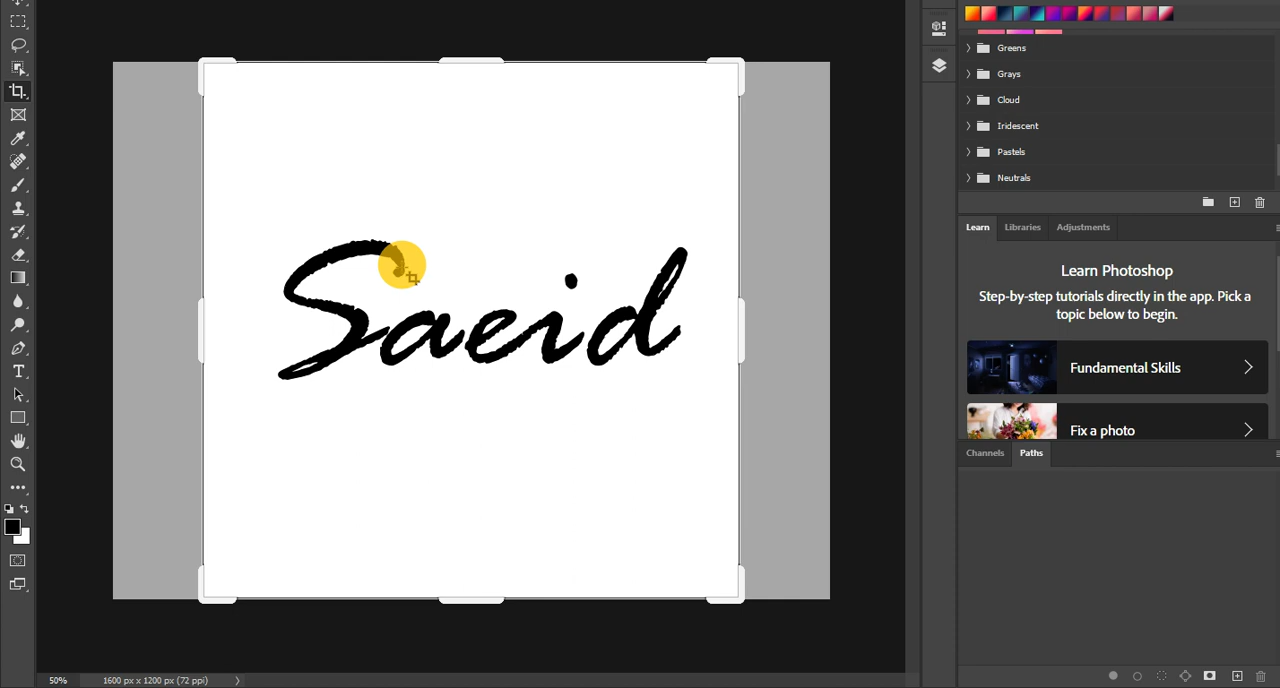 Greens
Grays
Cloud
Iridescent
Pastels
Neutrals
Learn
Libraries
Adjustments
Learn Photoshop
Step-by-step tutorials directly in the app. Pick a
topic below to begin.
Fundamental Skills
Fix a photo
Channels
Paths
Saeid
T
50%
1600 px x 1200 px (72 ppi)